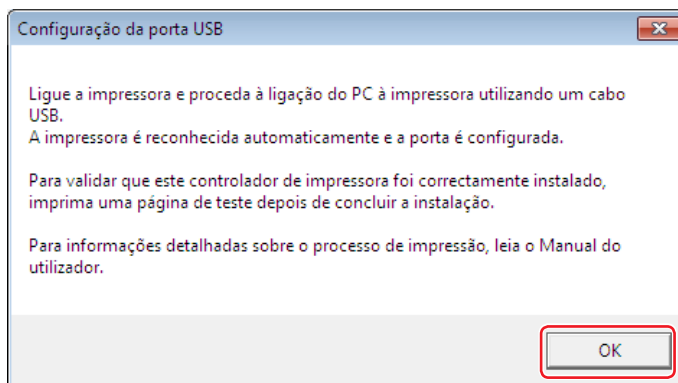 Configuração da porta USB
Ligue a impressora e proceda à ligação do PC à impressora utilizando um cabo
USB.
A impressora é reconhecida automaticamente e a porta é configurada.
Para validar que este controlador de impressora foi correctamente instalado,
imprima uma página de teste depois de concluir a instalação.
Para informações detalhadas sobre o processo de impressão, leia o Manual do
utilizador.
OK